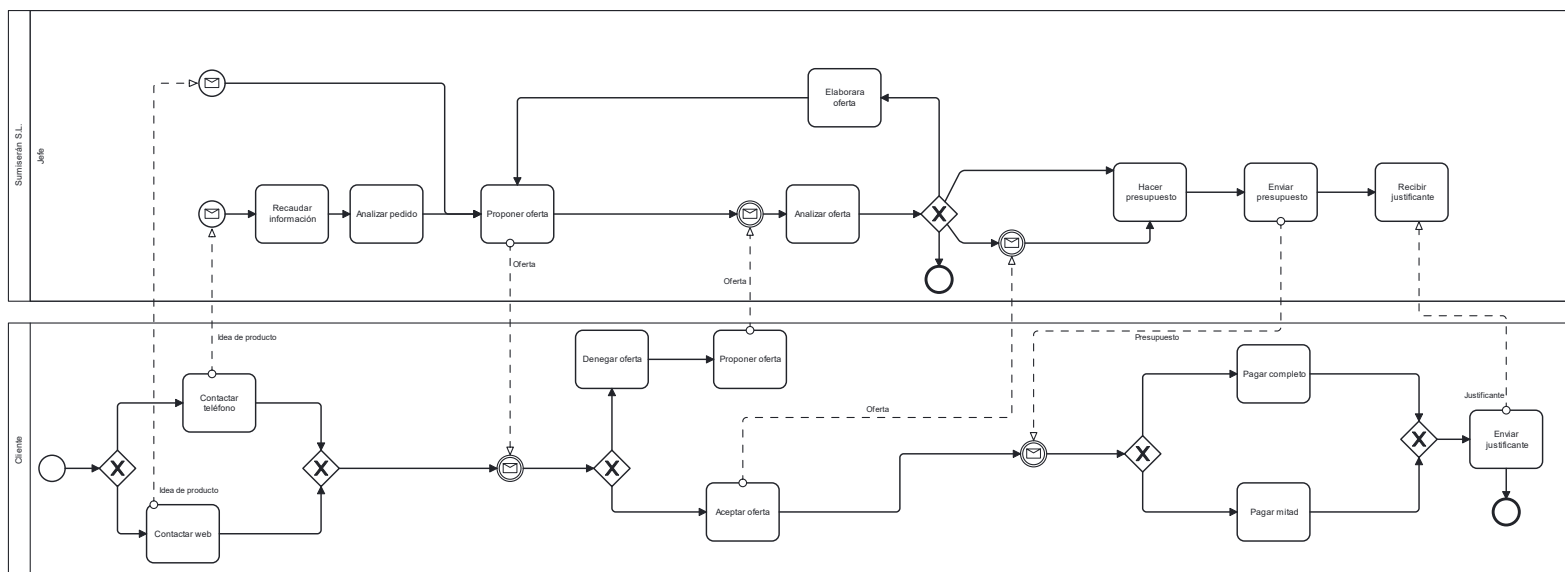 Sumiserán S.L.
Jefe
Elaborara
oferta
Recaudar
información
Analizar pedido
Proponer oferta
Analizar oferta
Hacer
presupuesto
Enviar
presupuesto
Recibir
justificante
Oferta
Oferta
Cliente
Idea de producto
Contactar
teléfono
Idea de producto
Contactar web
Denegar oferta
Proponer oferta
Oferta
Aceptar oferta
Presupuesto
Pagar completo
Pagar mitad
Justificante
Enviar
justificante